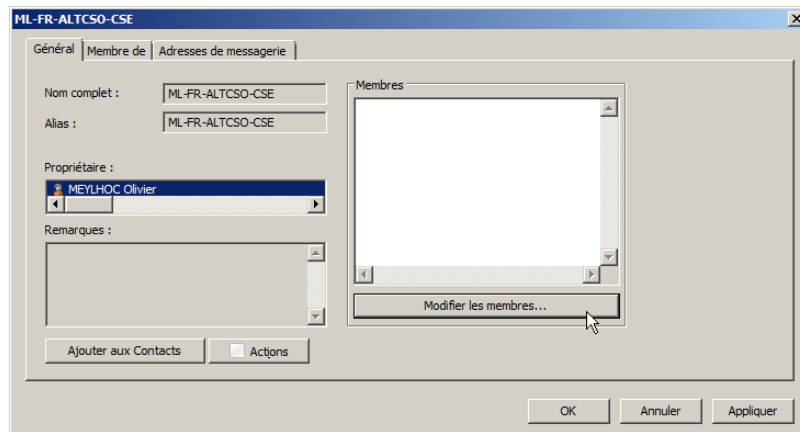 ML-FR-ALTCSO-CSE
Général Membre de Adresses de messagerie
Nom complet : ML-FR-ALTCSO-CSE
Alias : ML-FR-ALTCSO-CSE
Propriétaire :
MEYLHOC Olivier
Remarques :
Ajouter aux Contacts Actions
Membres
Modifier les membres...
OK Annuler Appliquer